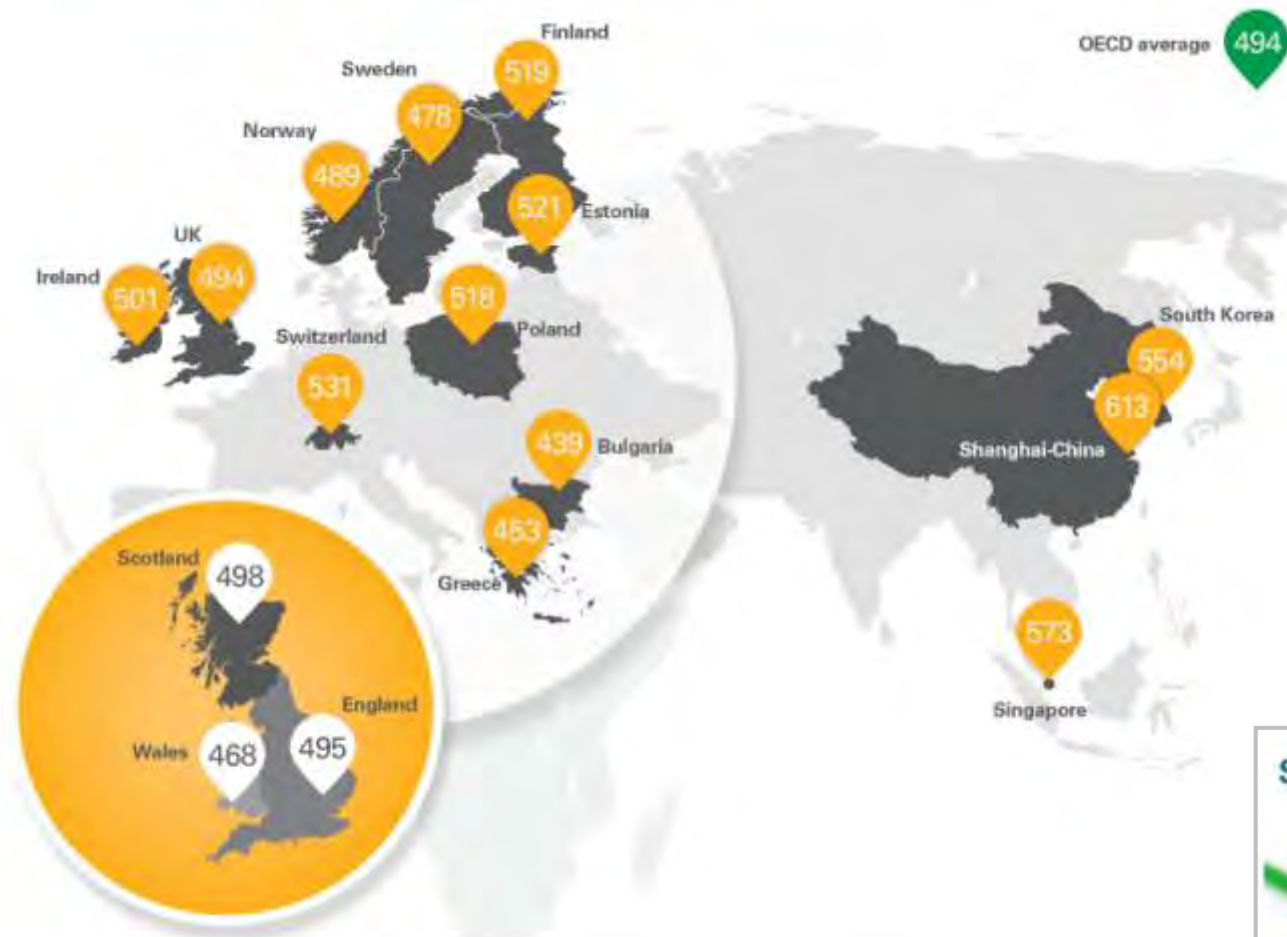 Finland
519
OECD average 494
Sweden
478
Norway
489
521
Estonia
UK
494
Ireland
501
518
Poland
Switzerland
531
South Korea
554
613
Shanghai-China
439
Bulgaria
453
Greece
Scotland
498
573
Singapore
England
495
Wales
468
S